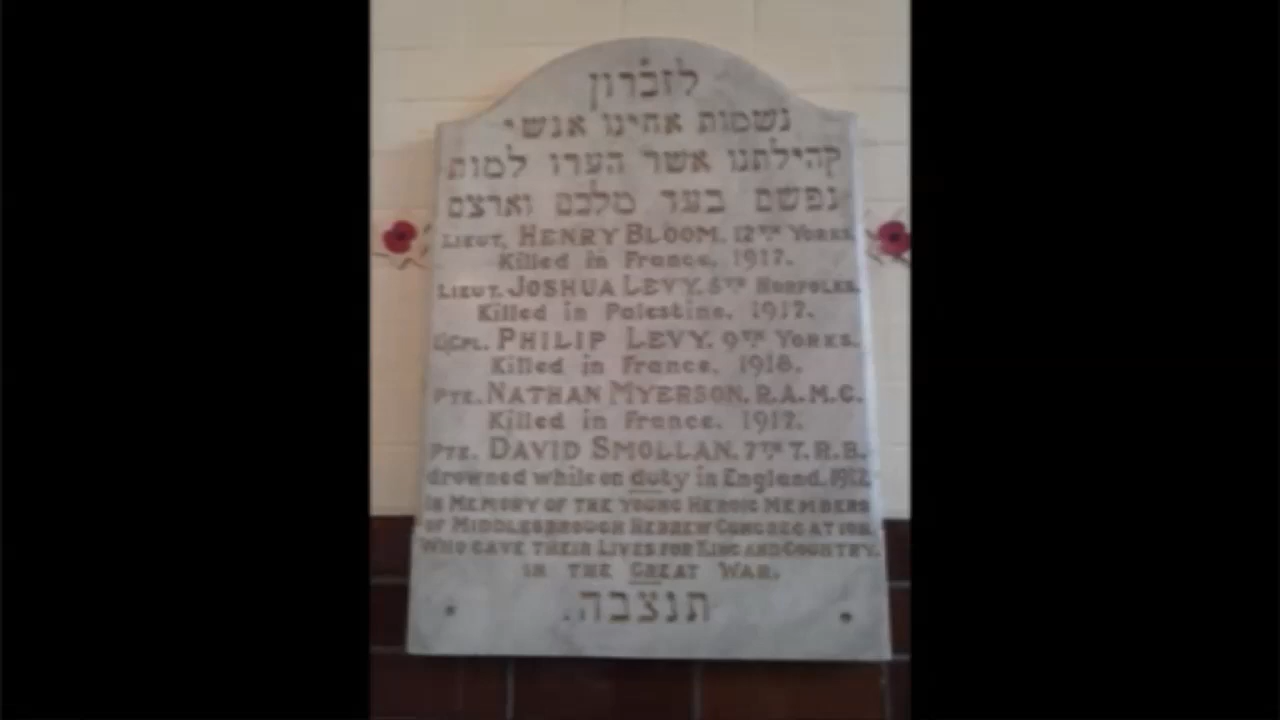 לזכרון
נשמות אחינו אנשי
קהילתנו אשר הערו למות
נפשם בעד מלכם וארצם
LIEUT. HENRY BLOOM. 12TH YORKS.
Killed in France, 1917.
LIEUT. JOSHUA LEVY. 5TH NORFOLKS.
Killed in Palestine, 1917.
L/CPL. PHILIP LEVY. 9TH YORKS.
Killed in France, 1918.
PTE. NATHAN MYERSON. R.A.M.C.
Killed in France, 1917.
PTE. DAVID SMOLLAN. 7TH T.R.B.
drowned while on duty in England.
IN MEMORY OF THE YOUNG HEROIC MEMBERS
OF MIDDLESBROUGH HEBREW CONGREGATION
WHO GAVE THEIR LIVES FOR KING AND COUNTRY.
IN THE GREAT WAR.
תנצבה.